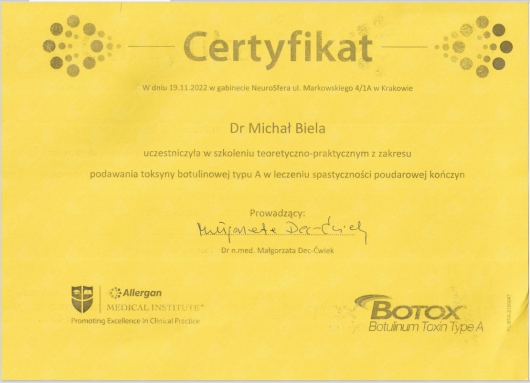 Certyfikat
W dniu 19.11.2022 w gabinecie NeuroSfera ul. Markowskiego 4/1A w Krakowie
Dr Michał Biela
uczestniczyła w szkoleniu teoretyczno-praktycznym z zakresu
podawania toksyny botulinowej typu A w leczeniu spastyczności poudarowej kończyn
Prowadzący:
Małgorzata Dec-Ćwiek
Dr n.med. Małgorzata Dec-Ćwiek
Allergan
MEDICAL INSTITUTE
Promoting Excellence in Clinical Practice
BOTOX
Botulinum Toxin Type A